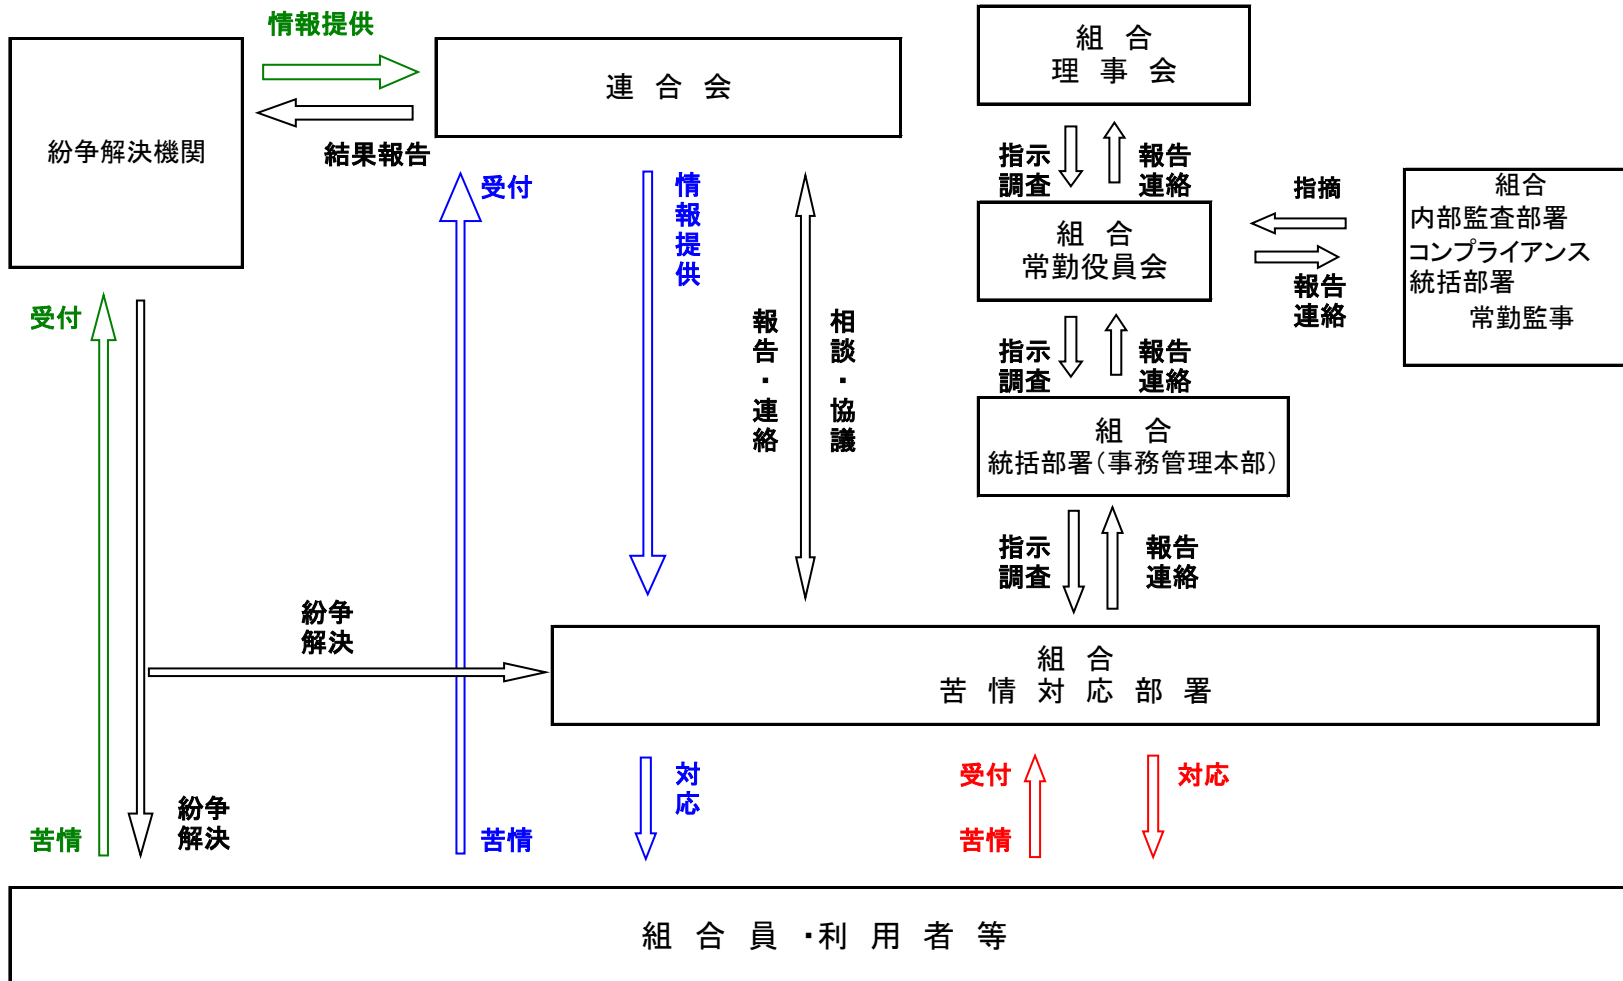 情報提供
連　合　会
結果報告
紛争解決機関
組　合
理　事　会
指示
調査
報告
連絡
組　合
常勤役員会
指摘
報告
連絡
組合
内部監査部署
コンプライアンス
統括部署
常勤監事
指示
調査
報告
連絡
組　合
統括部署（事務管理本部）
指示
調査
報告
連絡
受付
受付
情報提供
報告・連絡
相談・協議
紛争
解決
組　合
苦　情　対　応　部　署
苦情
紛争
解決
苦情
対応
受付
苦情
対応
組　合　員　・利　用　者　等